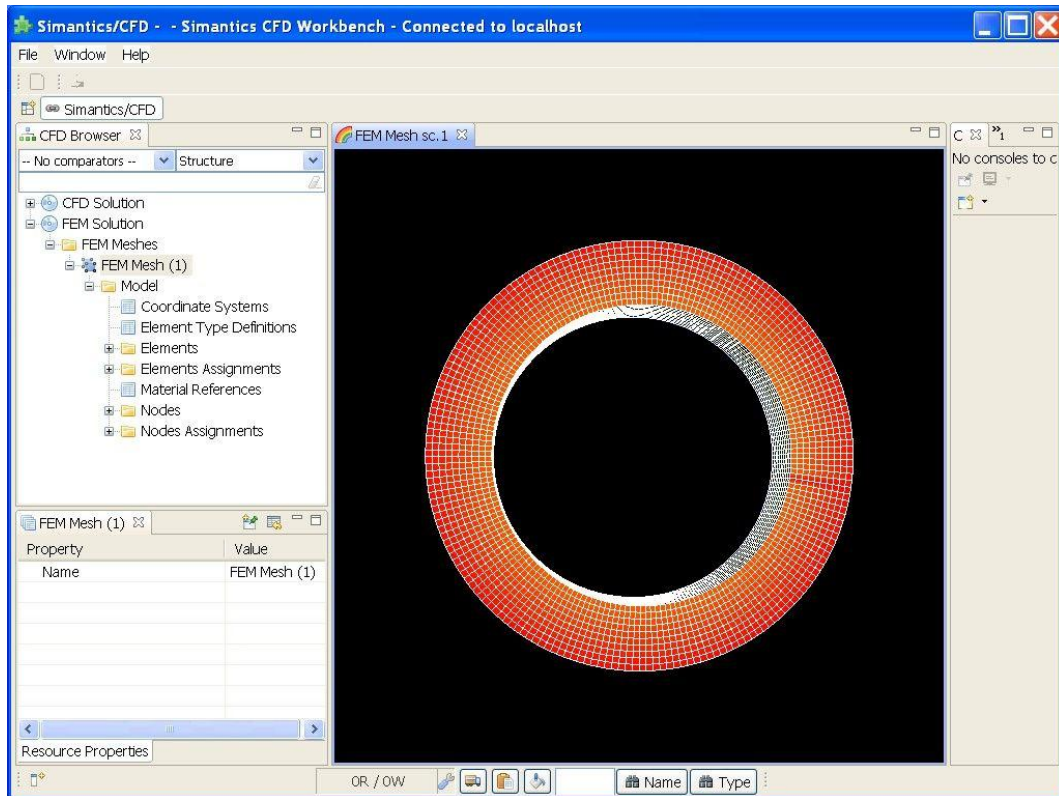 Simantics/CFD - - Simantics CFD Workbench - Connected to localhost
File Window Help
Simantics/CFD
CFD Browser
-- No comparators -- Structure
CFD Solution
FEM Solution
FEM Meshes
FEM Mesh (1)
Model
Coordinate Systems
Element Type Definitions
Elements
Elements Assignments
Material References
Nodes
Nodes Assignments
FEM Mesh (1)
Property Value
Name FEM Mesh (1)
Resource Properties
FEM Mesh sc.1
C »1
No consoles to c
0R / 0W Name Type